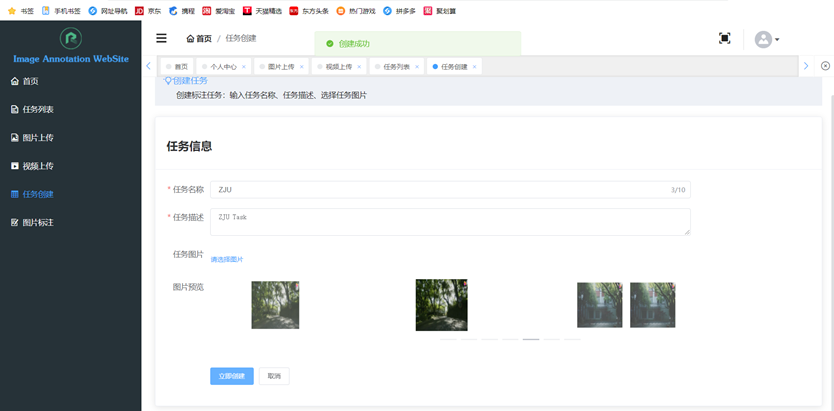 书签 手机书签 网址导航 京东 携程 爱淘宝 天猫精选 东方头条 热门游戏 拼多多 聚划算
Image Annotation WebSite
首页 / 任务创建
创建成功
首页
任务列表
图片上传
视频上传
任务创建
图片标注
首页 个人中心 × 图片上传 × 视频上传 × 任务列表 × 任务创建 ×
创建任务
创建标注任务：输入任务名称、任务描述、选择任务图片
任务信息
* 任务名称 ZJU 3/10
* 任务描述 ZJU Task
任务图片 请选择图片
图片预览
立即创建 取消